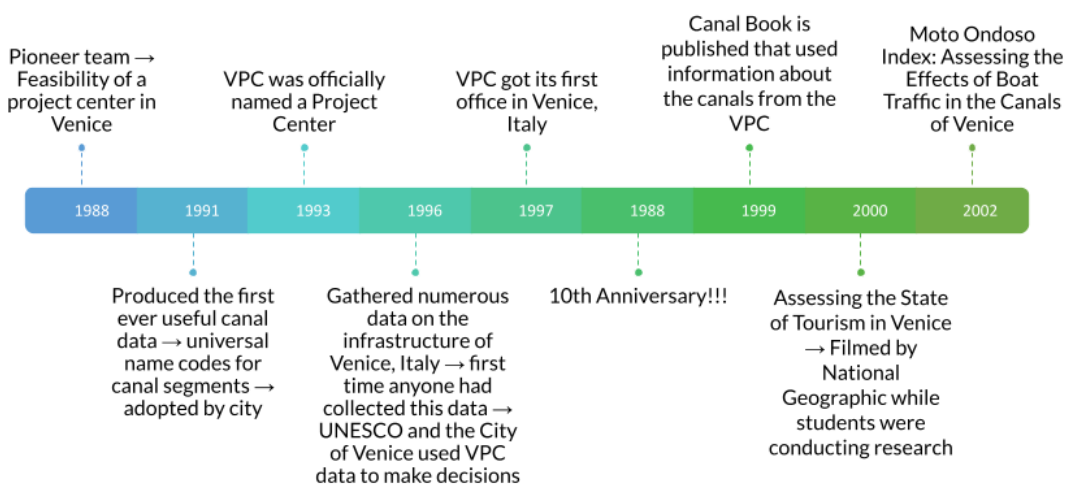 Pioneer team →
Feasibility of a
project center in
Venice
VPC was officially
named a Project
Center
VPC got its first
office in Venice,
Italy
Canal Book is
published that used
information about
the canals from the
VPC
Moto Ondoso
Index: Assessing the
Effects of Boat
Traffic in the Canals
of Venice
1988
1991
1993
1996
1997
1988
1999
2000
2002
Produced the first
ever useful canal
data → universal
name codes for
canal segments →
adopted by city
Gathered numerous
data on the
infrastructure of
Venice, Italy → first
time anyone had
collected this data →
UNESCO and the City
of Venice used VPC
data to make decisions
10th Anniversary!!!
Assessing the State
of Tourism in Venice
→ Filmed by
National
Geographic while
students were
conducting research